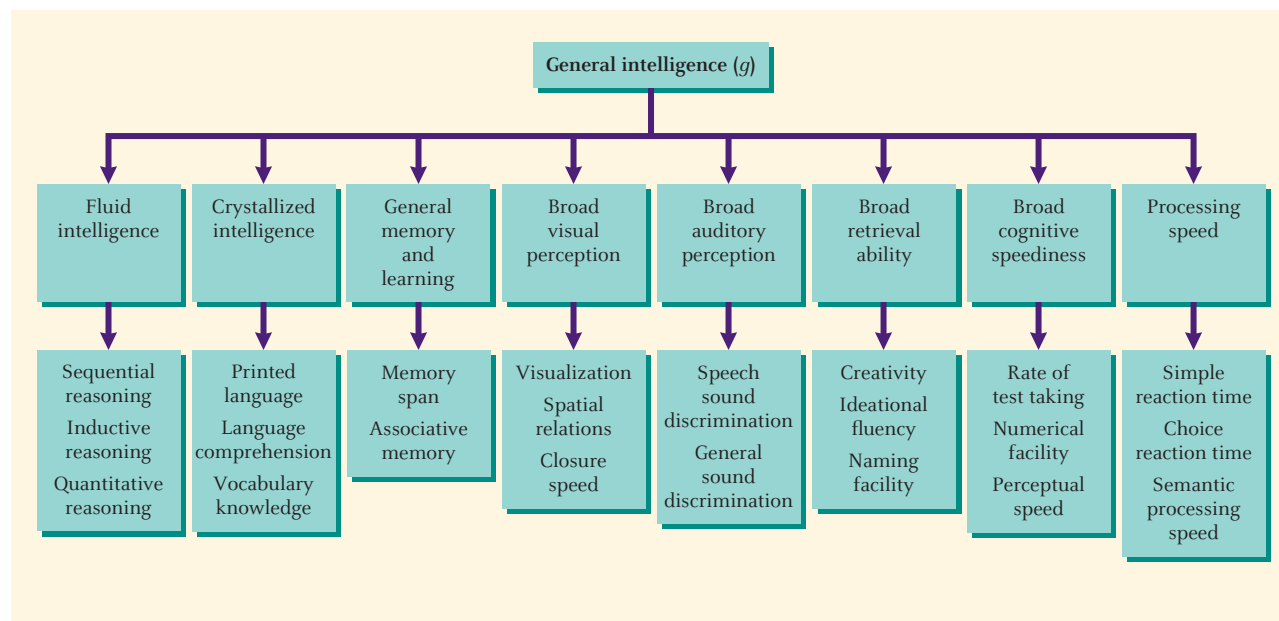 General intelligence (g)
Fluid
intelligence
Crystallized
intelligence
General
memory
and
learning
Broad
visual
perception
Broad
auditory
perception
Broad
retrieval
ability
Broad
cognitive
speediness
Processing
speed
Sequential
reasoning
Inductive
reasoning
Quantitative
reasoning
Printed
language
Language
comprehension
Vocabulary
knowledge
Memory
span
Associative
memory
Visualization
Spatial
relations
Closure
speed
Speech
sound
discrimination
General
sound
discrimination
Creativity
Ideational
fluency
Naming
facility
Rate of
test taking
Numerical
facility
Perceptual
speed
Simple
reaction time
Choice
reaction time
Semantic
processing
speed